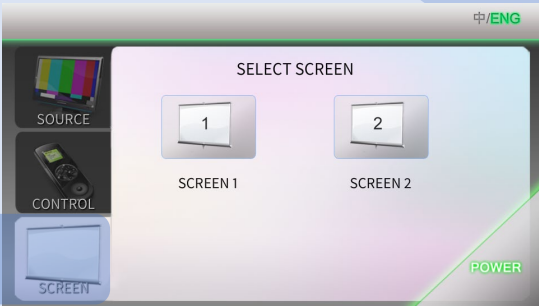 中/ENG
SELECT SCREEN
SOURCE
1
2
SCREEN 1
SCREEN 2
CONTROL
SCREEN
POWER